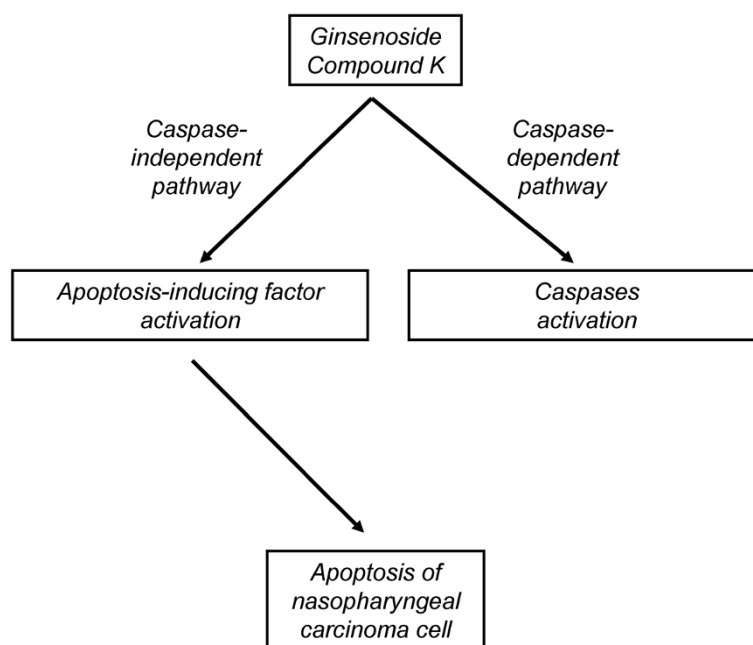 Ginsenoside
Compound K
Caspase-
independent
pathway
Caspase-
dependent
pathway
Apoptosis-inducing factor
activation
Caspases
activation
Apoptosis of
nasopharyngeal
carcinoma cell